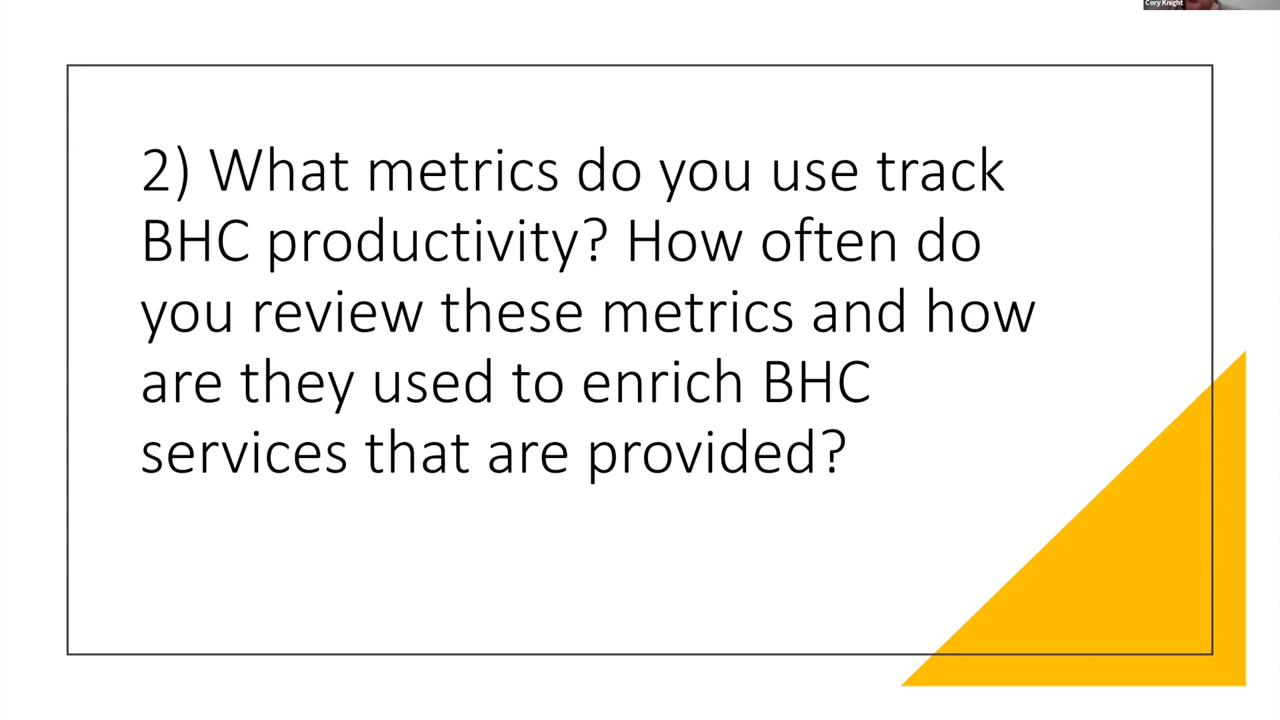 Cory Knight
2) What metrics do you use track
BHC productivity? How often do
you review these metrics and how
are they used to enrich BHC
services that are provided?